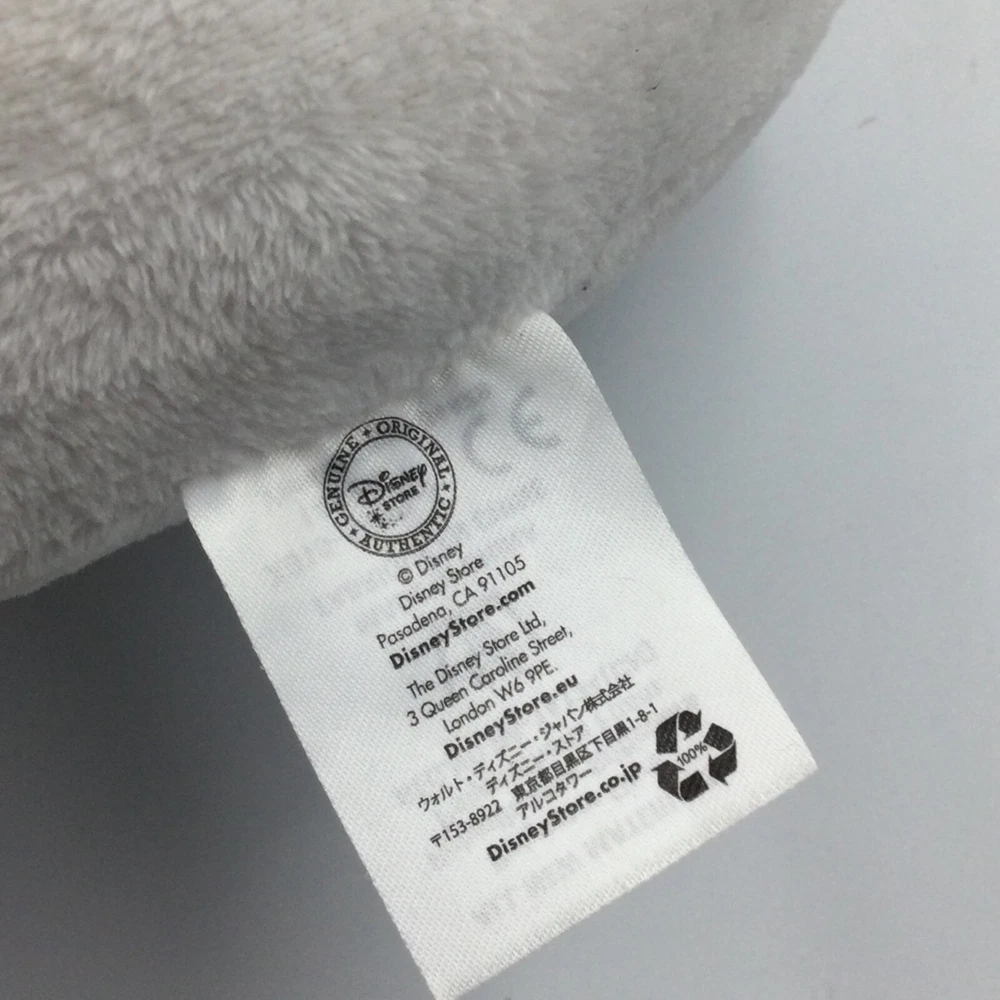 GENUINE ORIGINAL AUTHENTIC
Disney
STORE
© Disney
Disney Store
Pasadena, CA 91105
DisneyStore.com
The Disney Store Ltd,
3 Queen Caroline Street,
London W6 9PE.
DisneyStore.eu
ウォルト・ディズニー・ジャパン株式会社
ディズニー・ストア
〒153-8922 東京都目黒区下目黒1-8-1
アルコタワー
DisneyStore.co.jp
100%
CE